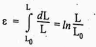 ε = ∫_{L₀}^{L} dL/L = ln L/L₀